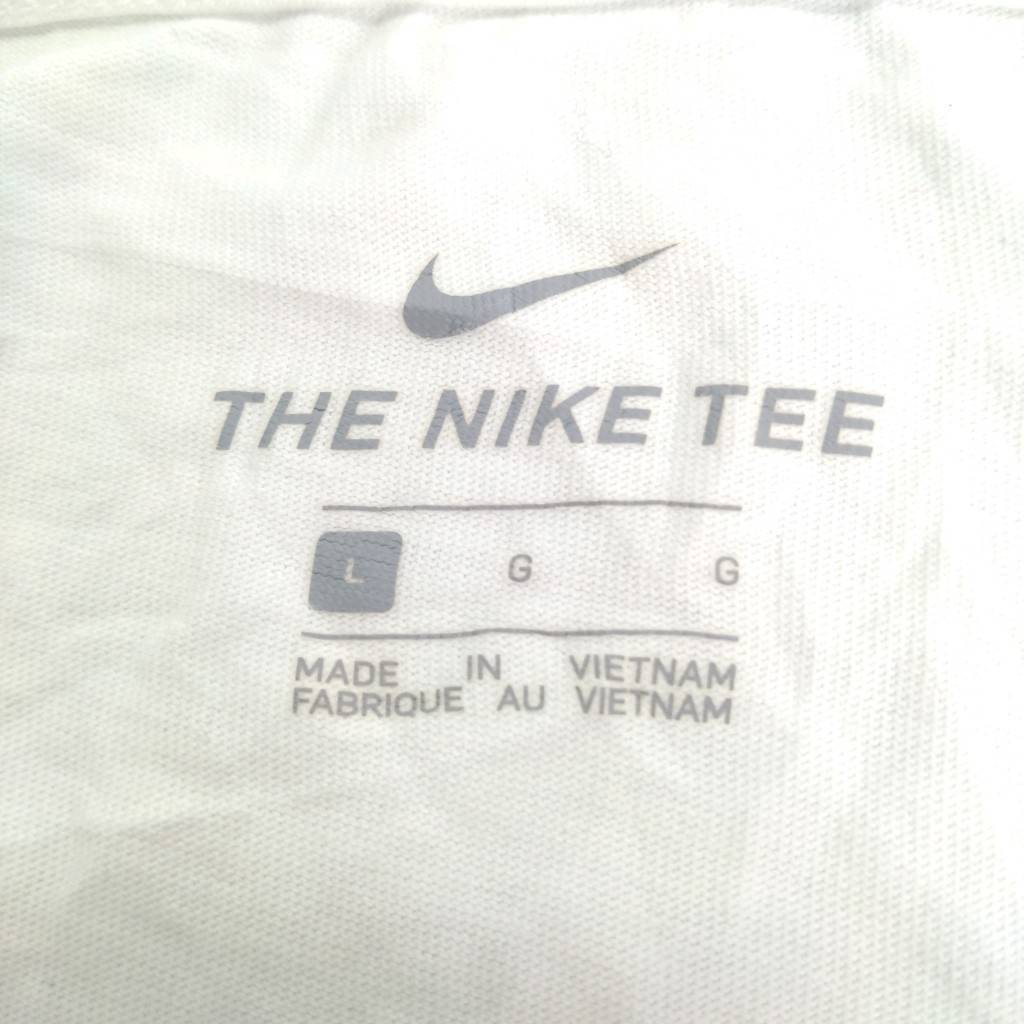 THE NIKE TEE
L G G
MADE IN VIETNAM
FABRIQUE AU VIETNAM